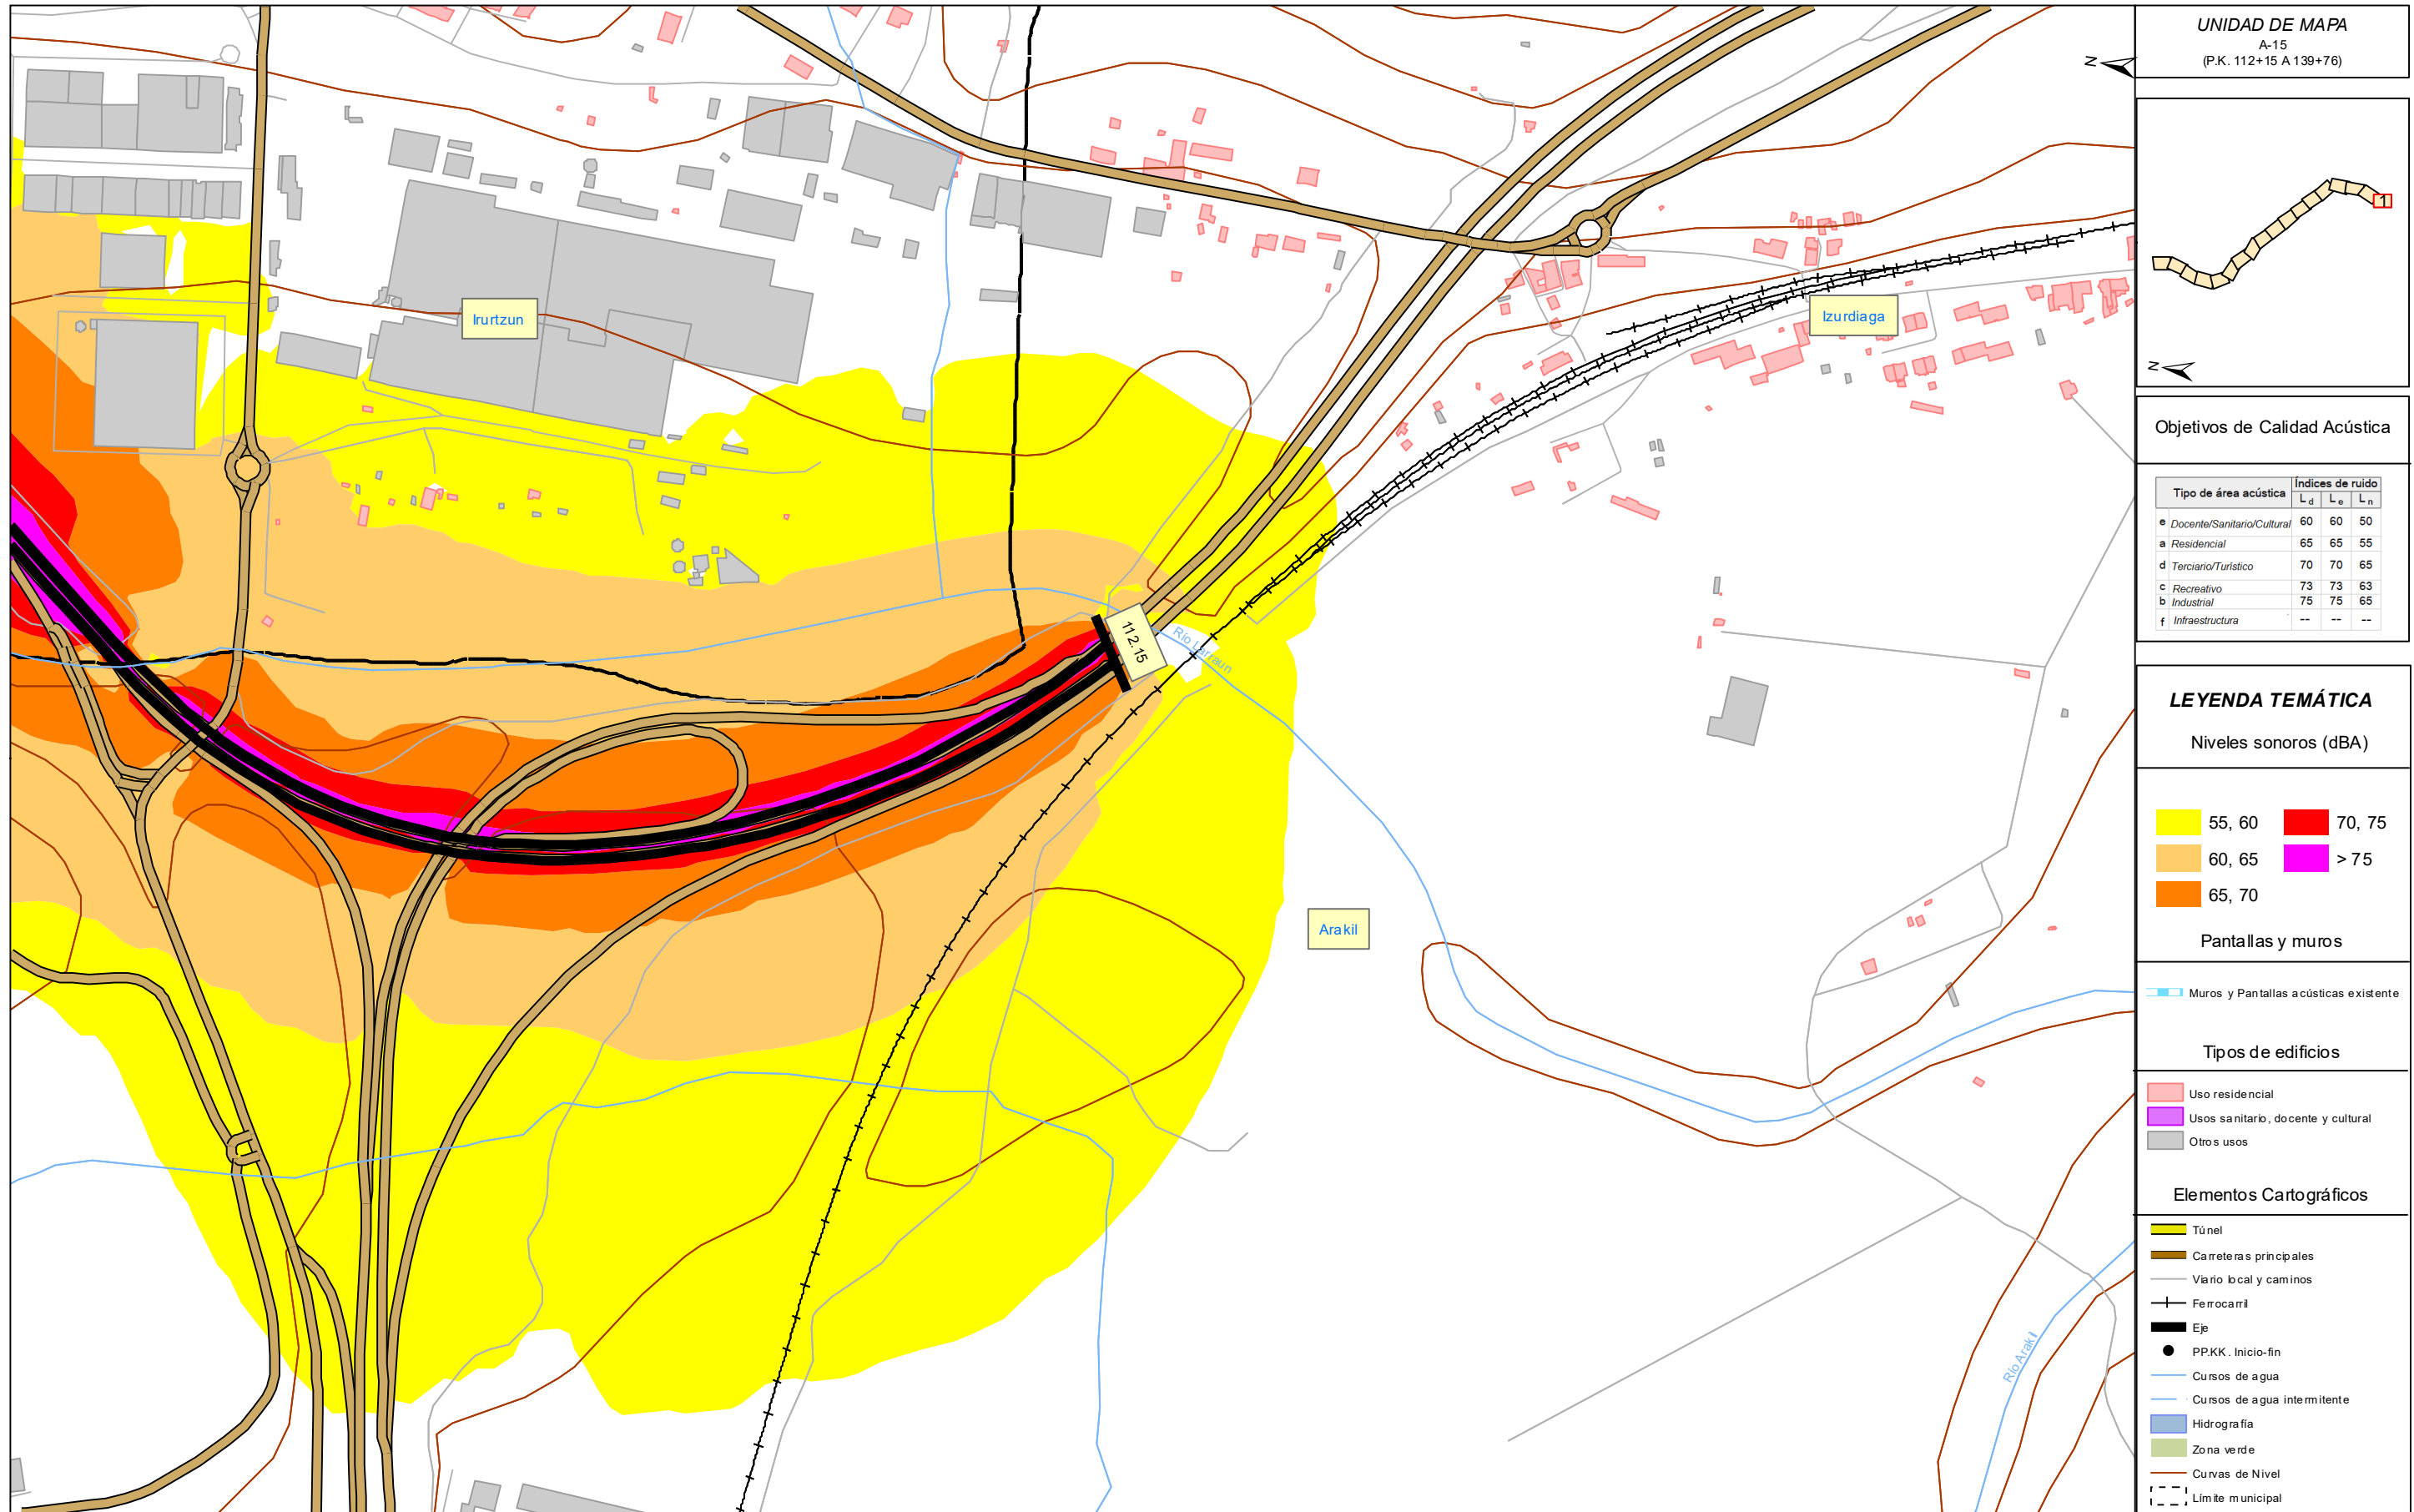 UNIDAD DE MAPA
A-15
(P.K. 112+15 A 139+76)
N
1
N
Objetivos de Calidad Acústica
Tipo de área acústica Índices de ruido
L d L e L n
e Docente/Sanitario/Cultural 60 60 50
a Residencial 65 65 55
d Terciario/Turístico 70 70 65
c Recreativo 73 73 63
b Industrial 75 75 65
f Infraestructura -- -- --
LEYENDA TEMÁTICA
Niveles sonoros (dBA)
55, 60 70, 75
60, 65 > 75
65, 70
Pantallas y muros
Muros y Pantallas acústicas existente
Tipos de edificios
Uso residencial
Usos sanitario, docente y cultural
Otros usos
Elementos Cartográficos
Túnel
Carreteras principales
Viario local y caminos
Ferrocarril
Eje
PP.KK. Inicio-fin
Cursos de agua
Cursos de agua intermitente
Hidrografía
Zona verde
Curvas de Nivel
Límite municipal
Irurtzun
Izurdiaga
112.15
Río Larraun
Arakil
Río Arakil